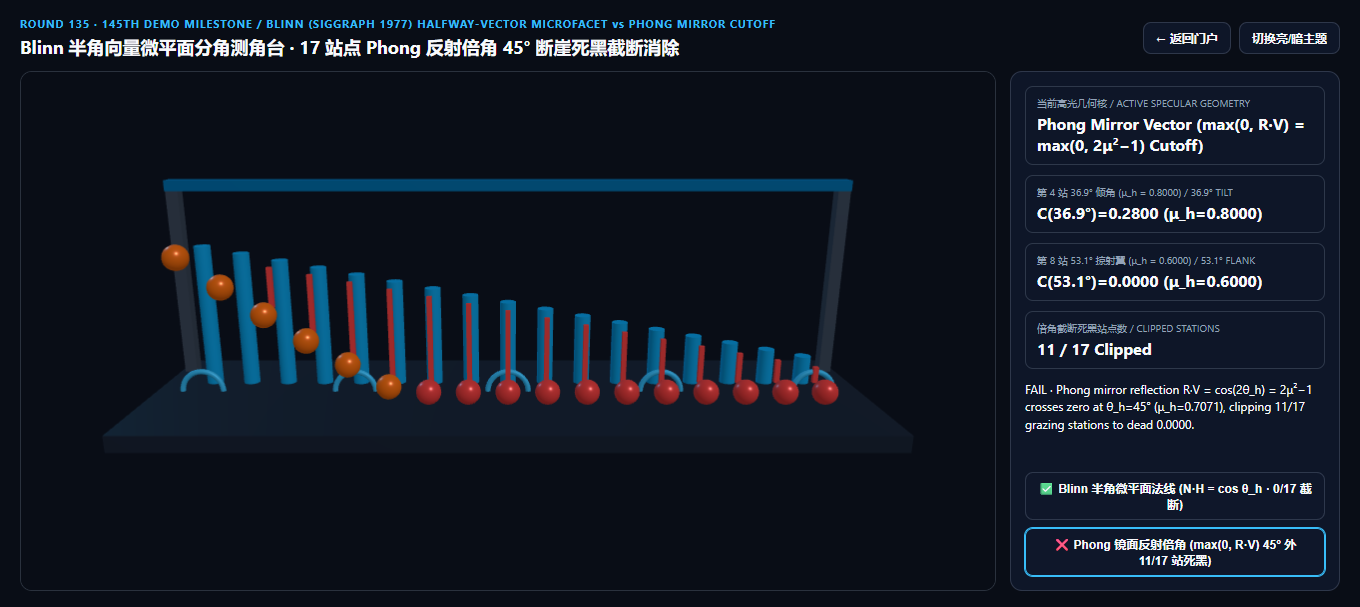 ROUND 135 · 145TH DEMO MILESTONE / BLINN (SIGGRAPH 1977) HALFWAY-VECTOR MICROFACET vs PHONG MIRROR CUTOFF
Blinn 半角向量微平面分角测角台 · 17 站点 Phong 反射倍角 45° 断崖死黑截断消除
← 返回门户
切换亮/暗主题
当前高光几何核 / ACTIVE SPECULAR GEOMETRY
Phong Mirror Vector (max(0, R·V) =
max(0, 2μ²−1) Cutoff)
第 4 站 36.9° 倾角 (μ_h = 0.8000) / 36.9° TILT
C(36.9°)=0.2800 (μ_h=0.8000)
第 8 站 53.1° 掠射翼 (μ_h = 0.6000) / 53.1° FLANK
C(53.1°)=0.0000 (μ_h=0.6000)
倍角截断死黑站点数 / CLIPPED STATIONS
11 / 17 Clipped
FAIL · Phong mirror reflection R·V = cos(2θ_h) = 2μ²−1
crosses zero at θ_h=45° (μ_h=0.7071), clipping 11/17
grazing stations to dead 0.0000.
✅ Blinn 半角微平面法线 (N·H = cos θ_h · 0/17 截
断)
❌ Phong 镜面反射倍角 (max(0, R·V) 45° 外
11/17 站死黑)